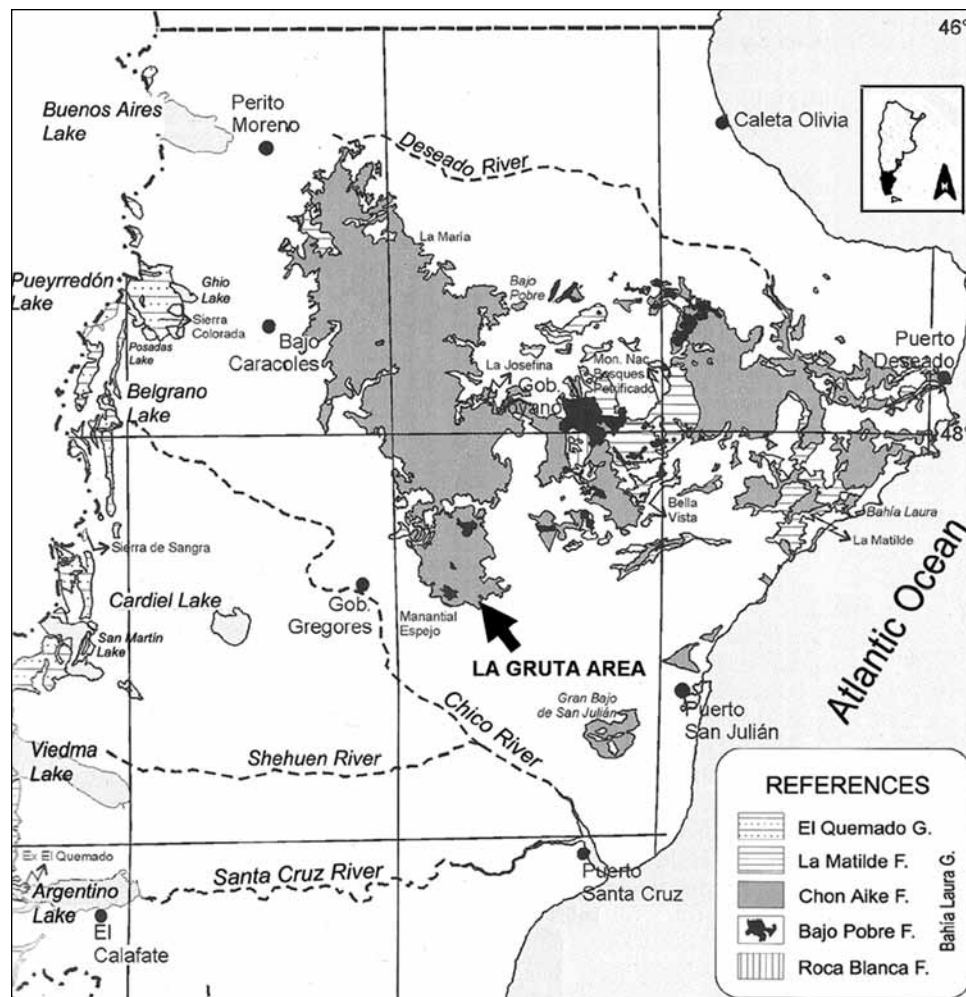 46°
Buenos Aires
Lake
Perito
Moreno
Caleta Olivia
Deseado River
La María
Pueyrredón
Lake
Ghio
Lake
Sierra
Colorada
Posadas
Lake
Bajo
Caracoles
Bajo
Pobre
La Josefina
Mon. Nac.
Bosques
Petrificado
Gob.
Moyano
Puerto
Deseado
Belgrano
Lake
48°
Bella
Vista
Bahía Laura
La Matilde
Sierra de Sangra
Cardiel Lake
Gob.
Gregores
Manantial
Espejo
San Martín
Lake
LA GRUTA AREA
Atlantic Ocean
Gran Bajo
de San Julián
Puerto
San Julián
Chico River
Viedma
Lake
Shehuen River
Ex El Quemado
Argentino
Lake
Santa Cruz River
Puerto
Santa Cruz
El
Calafate
REFERENCES
El Quemado G.
La Matilde F.
Chon Aike F.
Bajo Pobre F.
Roca Blanca F.
Bahía Laura G.